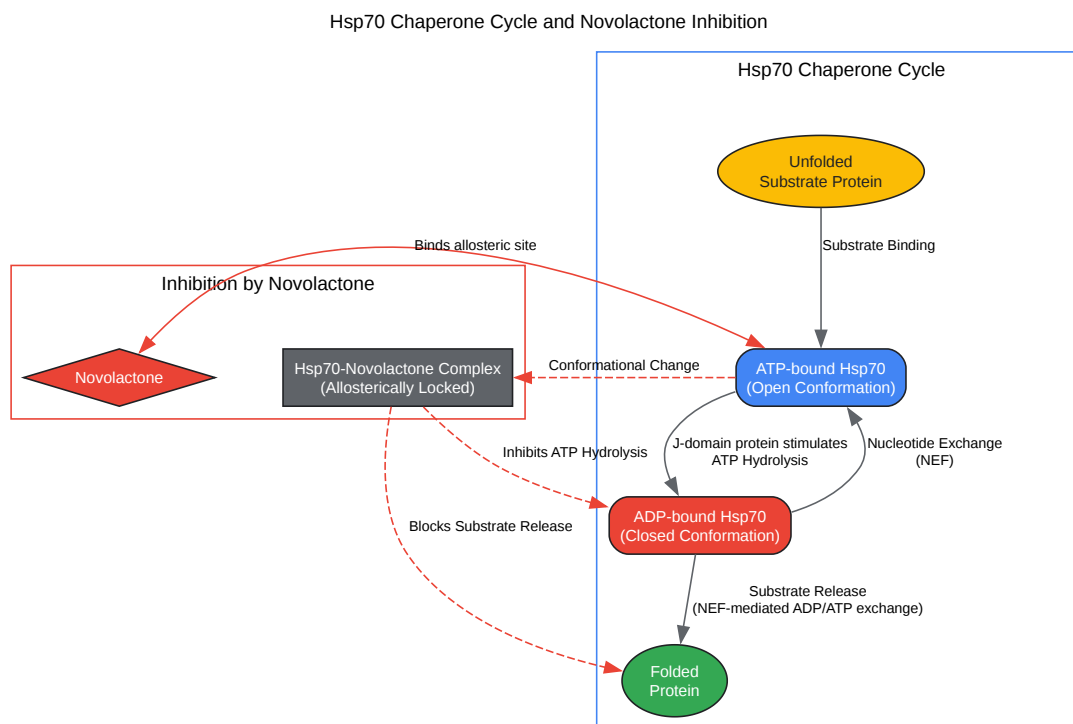 Hsp70 Chaperone Cycle and Novolactone Inhibition
Hsp70 Chaperone Cycle
Unfolded
Substrate Protein
Binds allosteric site
Substrate Binding
Inhibition by Novolactone
Novolactone
Hsp70-Novolactone Complex
(Allosterically Locked)
Conformational Change
ATP-bound Hsp70
(Open Conformation)
Inhibits ATP Hydrolysis
J-domain protein stimulates
ATP Hydrolysis
Nucleotide Exchange
(NEF)
Blocks Substrate Release
ADP-bound Hsp70
(Closed Conformation)
Substrate Release
(NEF-mediated ADP/ATP exchange)
Folded
Protein